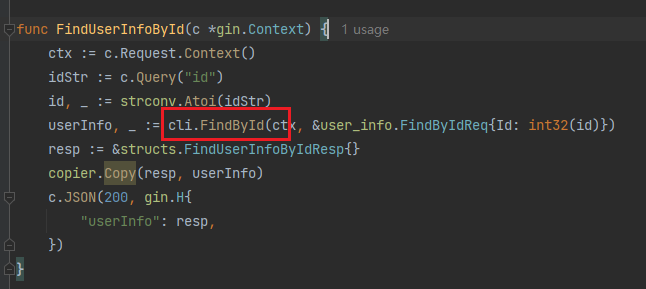 func FindUserInfoById(c *gin.Context) { 1 usage
    ctx := c.Request.Context()
    idStr := c.Query("id")
    id, _ := strconv.Atoi(idStr)
    userInfo, _ := cli.FindById(ctx, &user_info.FindByIdReq{Id: int32(id)})
    resp := &structs.FindUserInfoByIdResp{}
    copier.Copy(resp, userInfo)
    c.JSON(200, gin.H{
        "userInfo": resp,
    })
}